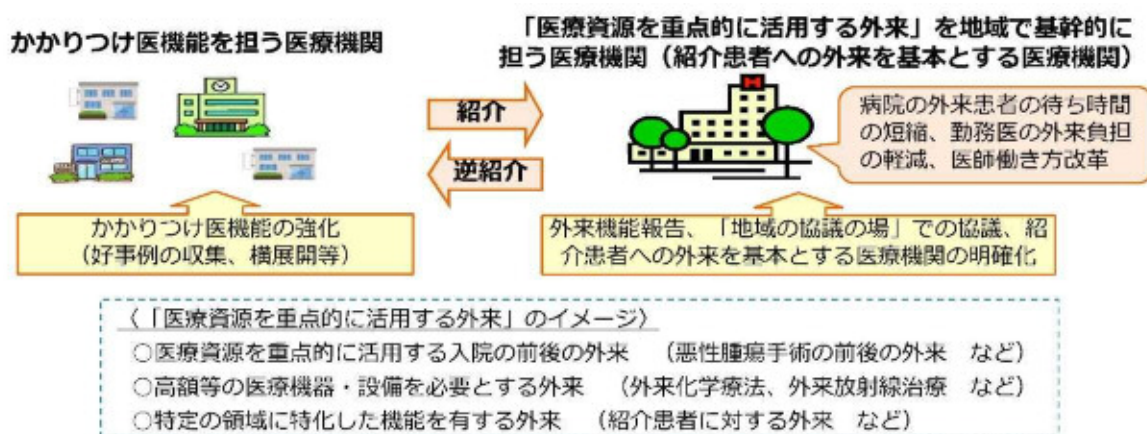 かかりつけ医機能を担う医療機関
「医療資源を重点的に活用する外来」を地域で基幹的に
担う医療機関（紹介患者への外来を基本とする医療機関）
紹介
逆紹介
病院の外来患者の待ち時間
の短縮、勤務医の外来負担
の軽減、医師働き方改革
かかりつけ医機能の強化
（好事例の収集、横展開等）
外来機能報告、「地域の協議の場」での協議、紹
介患者への外来を基本とする医療機関の明確化
〈「医療資源を重点的に活用する外来」のイメージ〉
○医療資源を重点的に活用する入院の前後の外来　（悪性腫瘍手術の前後の外来　など）
○高額等の医療機器・設備を必要とする外来　（外来化学療法、外来放射線治療　など）
○特定の領域に特化した機能を有する外来　（紹介患者に対する外来　など）